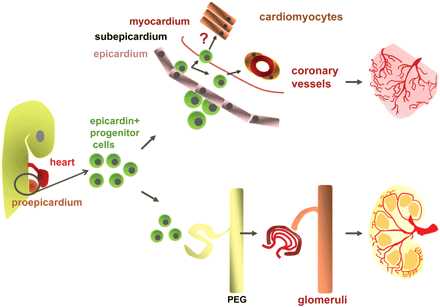 myocardium
cardiomyocytes
subepicardium
?
epicardium
coronary
vessels
epicardin+
progenitor
cells
heart
proepicardium
PEG
glomeruli